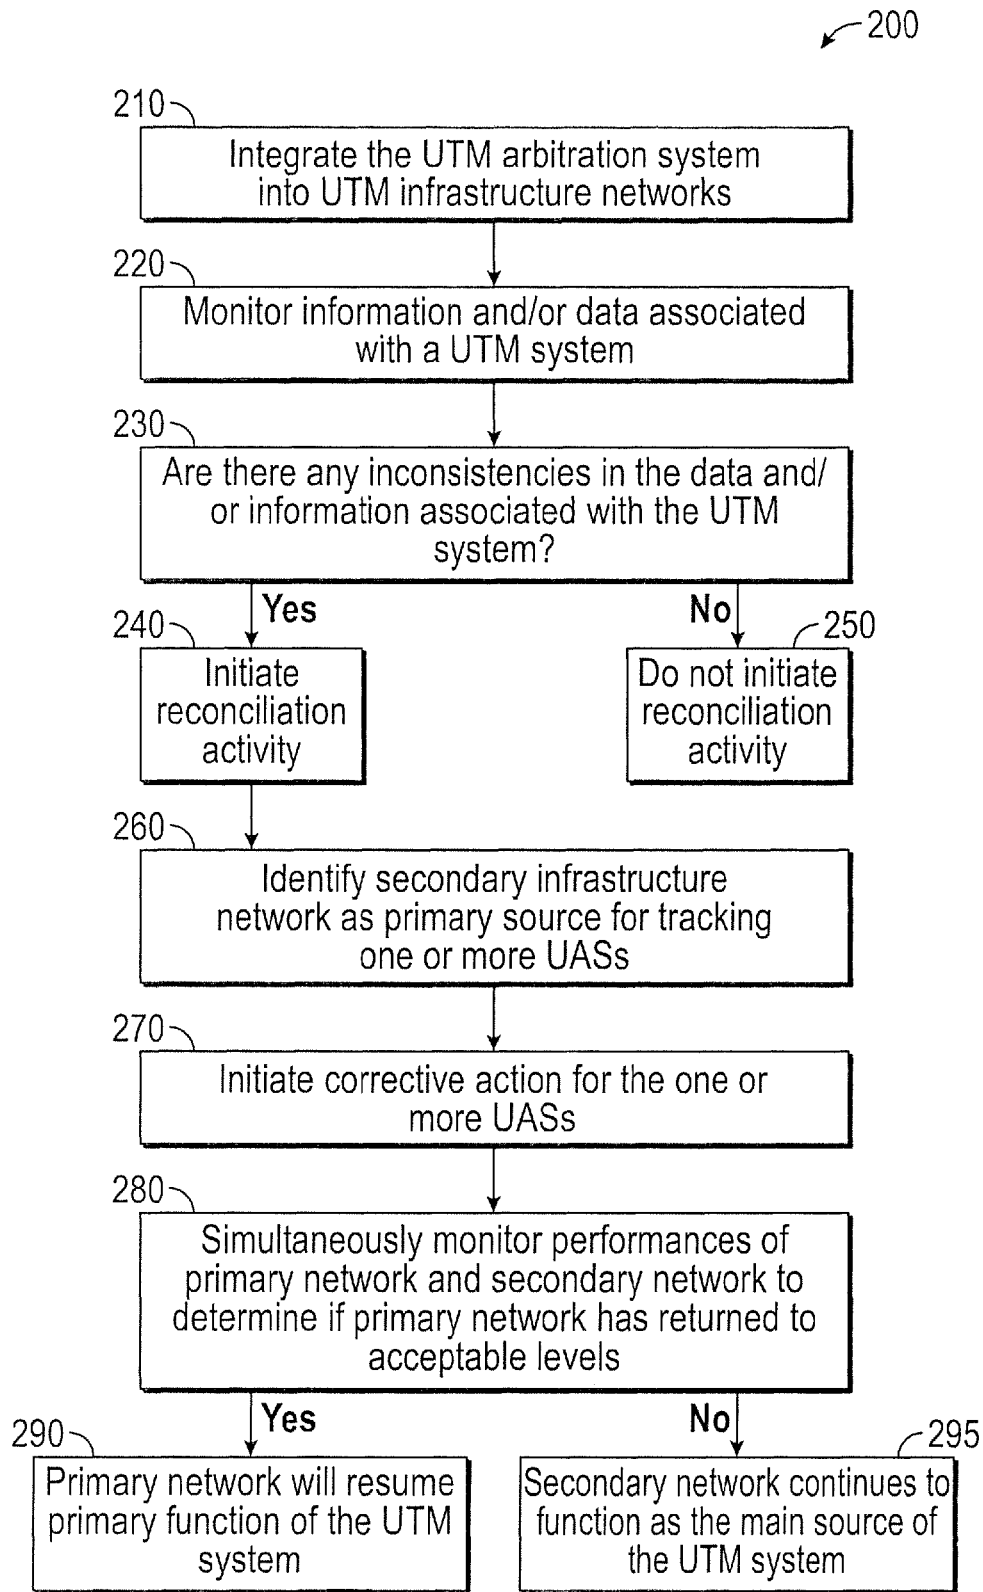 200
210
Integrate the UTM arbitration system
into UTM infrastructure networks
220
Monitor information and/or data associated
with a UTM system
230
Are there any inconsistencies in the data and/
or information associated with the UTM
system?
Yes
No
240
Initiate
reconciliation
activity
250
Do not initiate
reconciliation
activity
260
Identify secondary infrastructure
network as primary source for tracking
one or more UASs
270
Initiate corrective action for the one or
more UASs
280
Simultaneously monitor performances of
primary network and secondary network to
determine if primary network has returned to
acceptable levels
Yes
No
290
Primary network will resume
primary function of the UTM
system
295
Secondary network continues to
function as the main source of
the UTM system